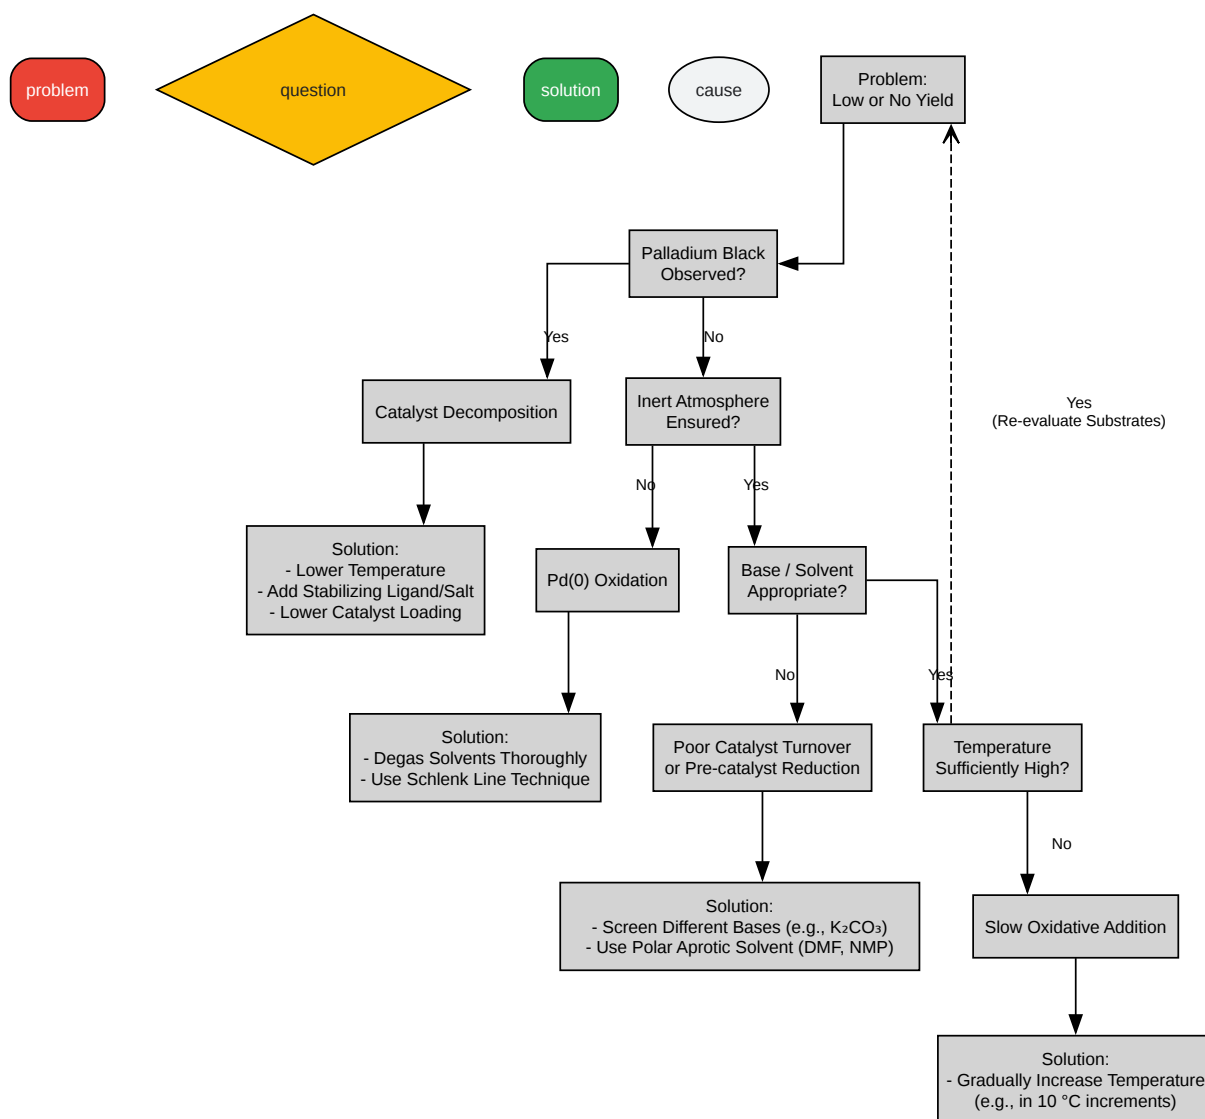 problem
question
solution
cause
Problem:
Low or No Yield
Palladium Black
Observed?
Yes
No
Catalyst Decomposition
Inert Atmosphere
Ensured?
Yes
(Re-evaluate Substrates)
No
Yes
Solution:
- Lower Temperature
- Add Stabilizing Ligand/Salt
- Lower Catalyst Loading
Pd(0) Oxidation
Base / Solvent
Appropriate?
No
Yes
Solution:
- Degas Solvents Thoroughly
- Use Schlenk Line Technique
Poor Catalyst Turnover
or Pre-catalyst Reduction
Temperature
Sufficiently High?
No
Solution:
- Screen Different Bases (e.g., K₂CO₃)
- Use Polar Aprotic Solvent (DMF, NMP)
Slow Oxidative Addition
Solution:
- Gradually Increase Temperature
(e.g., in 10 °C increments)